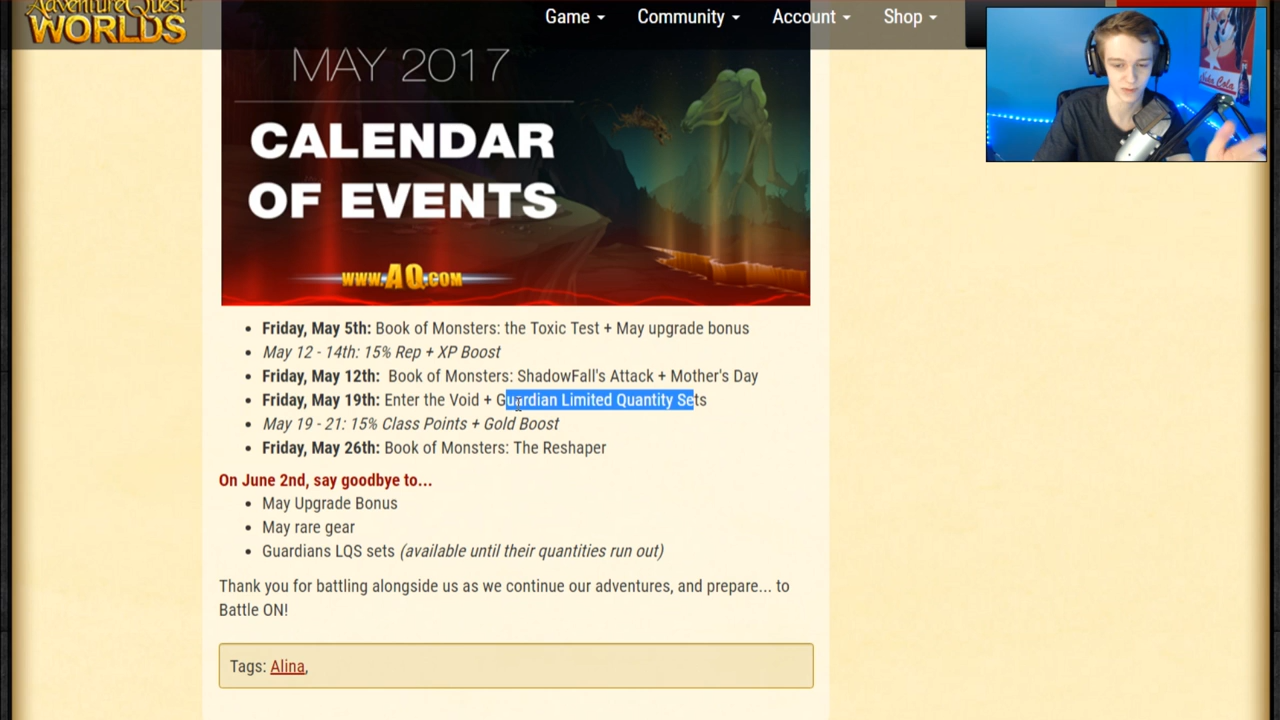 AdventureQuest
WORLDS
Game
Community
Account
Shop
MAY 2017
CALENDAR
OF EVENTS
WWW.AQ.COM
Nuka Cola
• Friday, May 5th: Book of Monsters: the Toxic Test + May upgrade bonus
• May 12 - 14th: 15% Rep + XP Boost
• Friday, May 12th:  Book of Monsters: ShadowFall's Attack + Mother's Day
• Friday, May 19th: Enter the Void + Guardian Limited Quantity Sets
• May 19 - 21: 15% Class Points + Gold Boost
• Friday, May 26th: Book of Monsters: The Reshaper
On June 2nd, say goodbye to...
• May Upgrade Bonus
• May rare gear
• Guardians LQS sets (available until their quantities run out)
Thank you for battling alongside us as we continue our adventures, and prepare... to
Battle ON!
Tags: Alina,